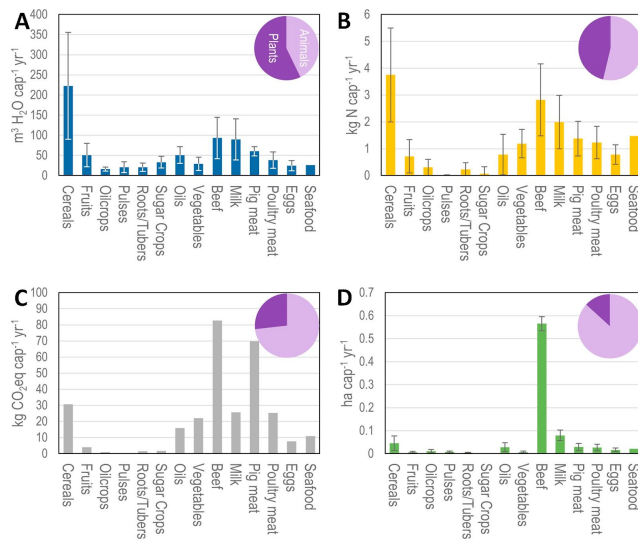 A
m³ H₂O cap⁻¹ yr⁻¹
400
350
300
250
200
150
100
50
0
Plants
Animals
Cereals
Fruits
Oilcrops
Pulses
Roots/Tubers
Sugar Crops
Oils
Vegetables
Beef
Milk
Pig meat
Poultry meat
Eggs
Seafood
B
kg N cap⁻¹ yr⁻¹
6
5
4
3
2
1
0
Cereals
Fruits
Oilcrops
Pulses
Roots/Tubers
Sugar Crops
Oils
Vegetables
Beef
Milk
Pig meat
Poultry meat
Eggs
Seafood
C
kg CO₂eq cap⁻¹ yr⁻¹
100
90
80
70
60
50
40
30
20
10
0
Cereals
Fruits
Oilcrops
Pulses
Roots/Tubers
Sugar Crops
Oils
Vegetables
Beef
Milk
Pig meat
Poultry meat
Eggs
Seafood
D
ha cap⁻¹ yr⁻¹
0.7
0.6
0.5
0.4
0.3
0.2
0.1
0
Cereals
Fruits
Oilcrops
Pulses
Roots/Tubers
Sugar Crops
Oils
Vegetables
Beef
Milk
Pig meat
Poultry meat
Eggs
Seafood